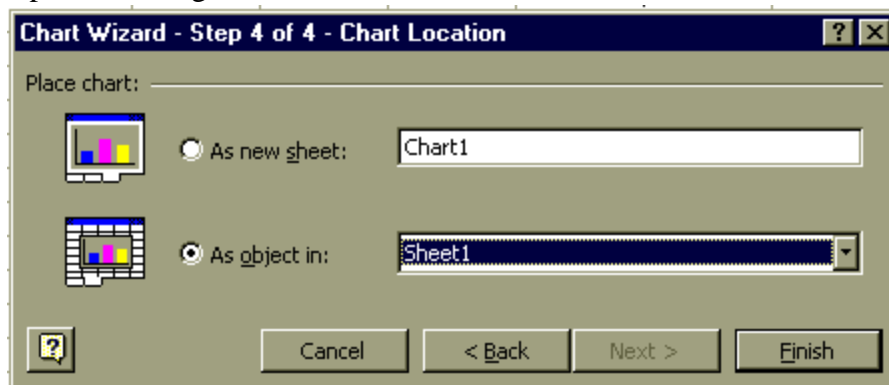 Chart Wizard - Step 4 of 4 - Chart Location ? X
Place chart:
As new sheet: Chart1
As object in: Sheet1
? Cancel < Back Next > Finish